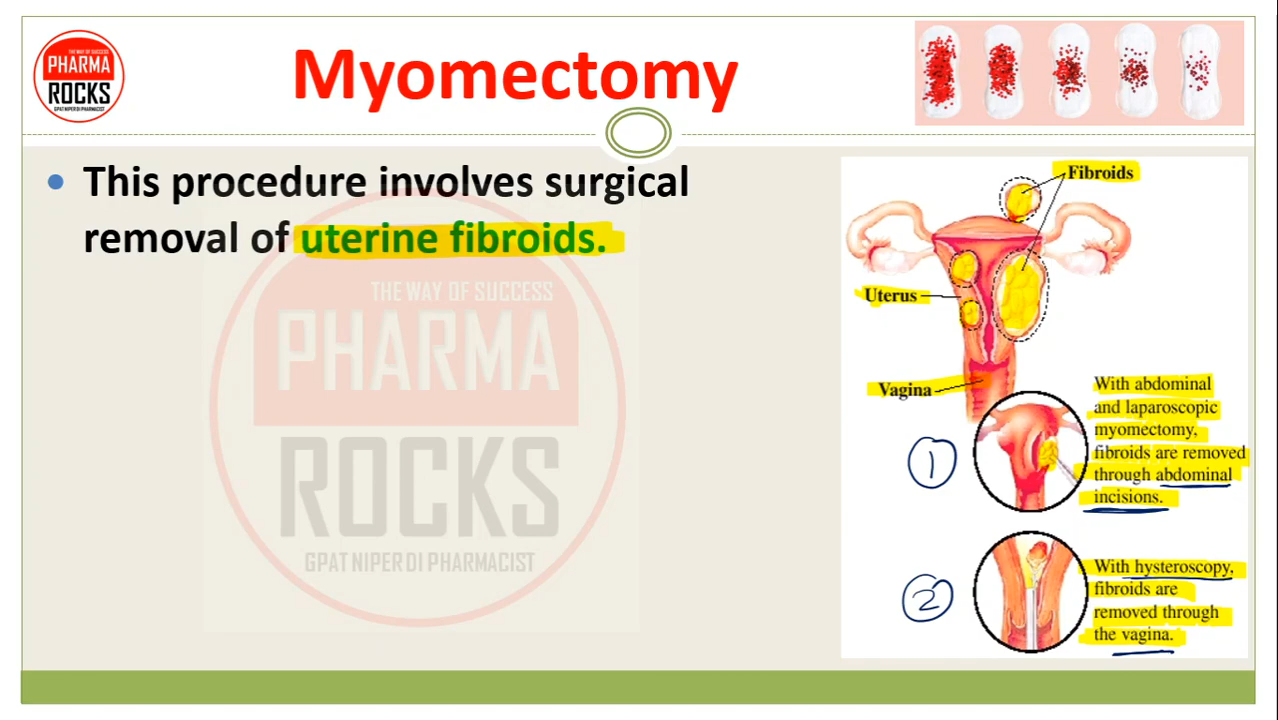 THE WAY OF SUCCESS
PHARMA
ROCKS
GPAT NIPER DI PHARMACIST
Myomectomy
• This procedure involves surgical
removal of uterine fibroids.
THE WAY OF SUCCESS
PHARMA
ROCKS
GPAT NIPER DI PHARMACIST
Fibroids
Uterus
Vagina
1
With abdominal
and laparoscopic
myomectomy,
fibroids are removed
through abdominal
incisions.
2
With hysteroscopy,
fibroids are
removed through
the vagina.